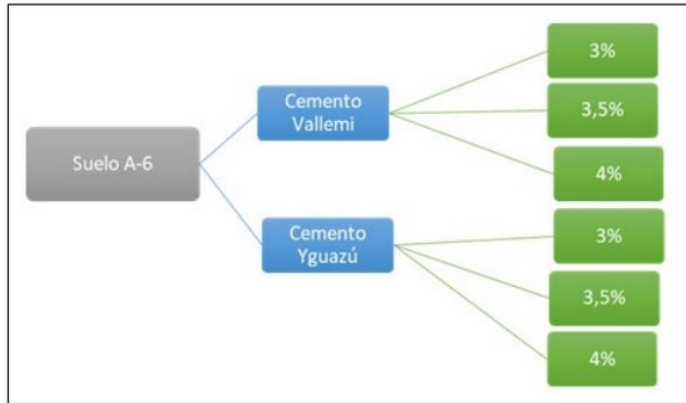 Suelo A-6
Cemento
Vallemi
3%
3,5%
4%
Cemento
Yguazú
3%
3,5%
4%